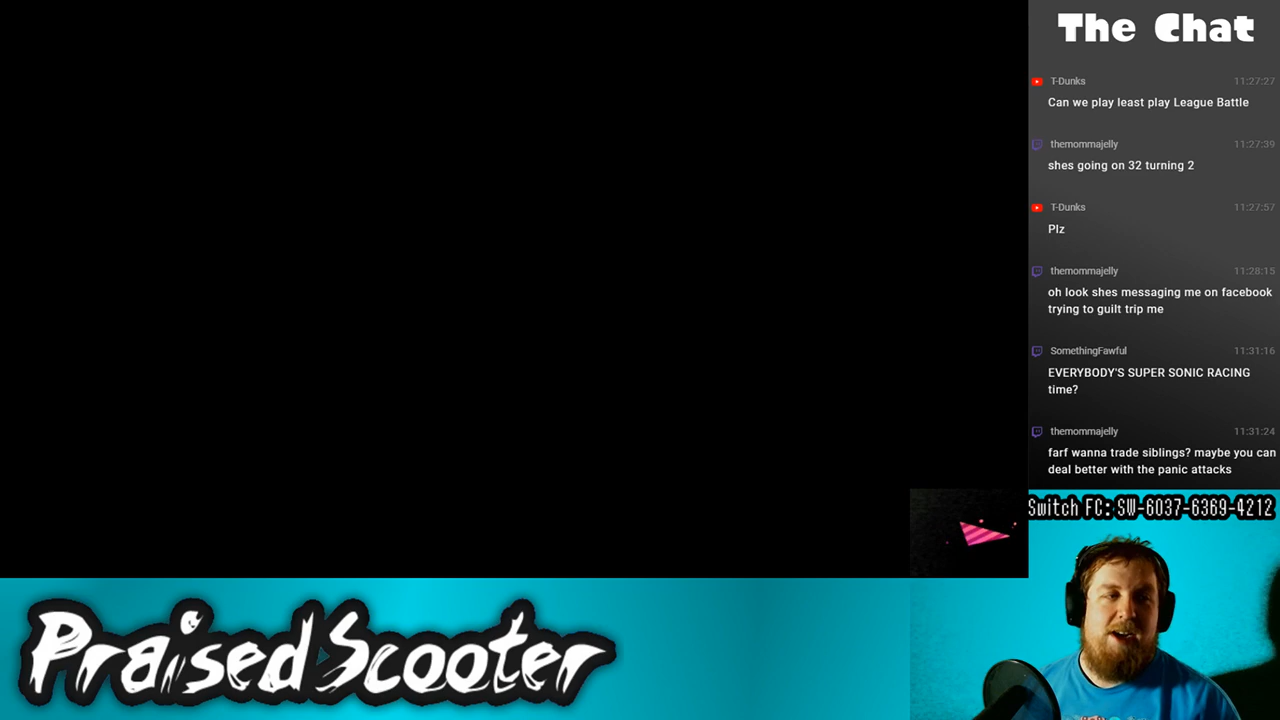 The Chat
T-Dunks 11:27:27
Can we play least play League Battle
themommajelly 11:27:39
shes going on 32 turning 2
T-Dunks 11:27:57
Plz
themommajelly 11:28:15
oh look shes messaging me on facebook
trying to guilt trip me
SomethingFawful 11:31:16
EVERYBODY'S SUPER SONIC RACING
time?
themommajelly 11:31:24
farf wanna trade siblings? maybe you can
deal better with the panic attacks
Switch FC: SW-6037-6369-4212
PraisedScooter